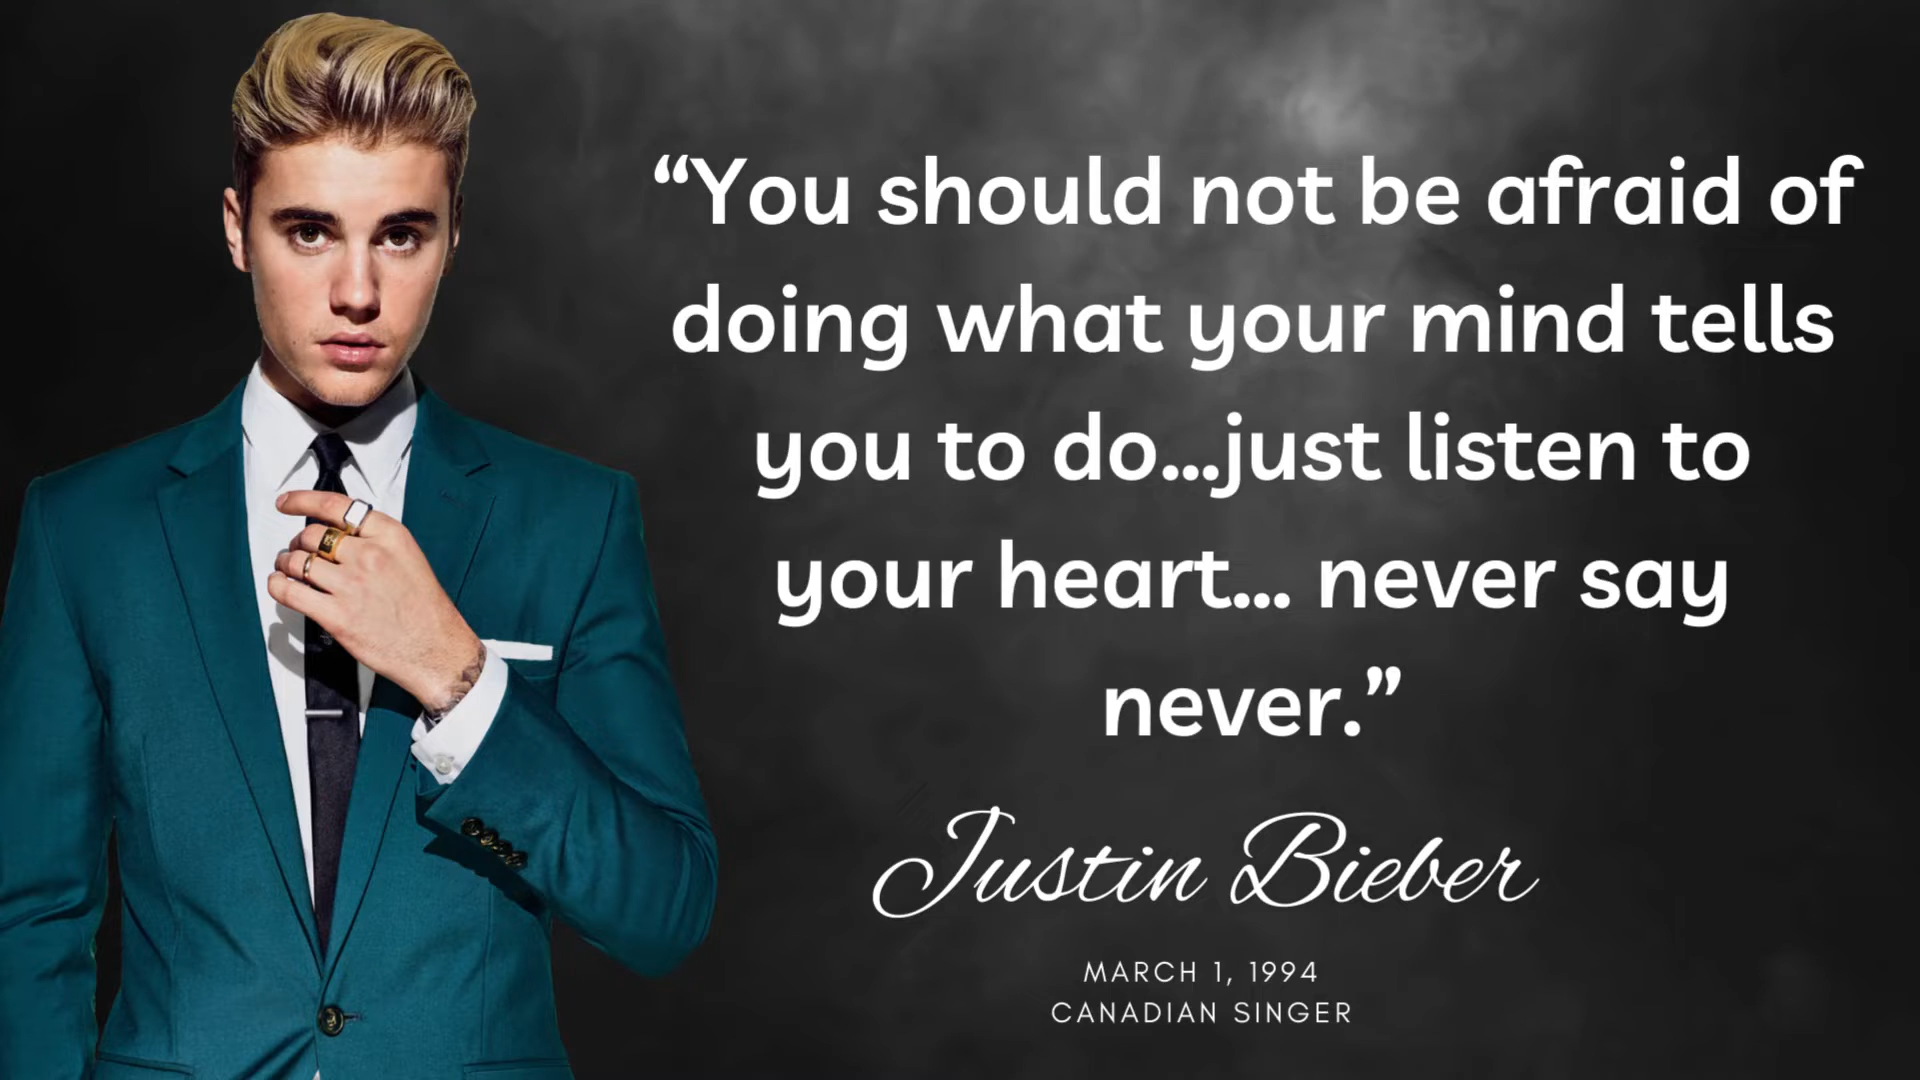 “You should not be afraid of
doing what your mind tells
you to do...just listen to
your heart... never say
never.”
Justin Bieber
MARCH 1, 1994
CANADIAN SINGER